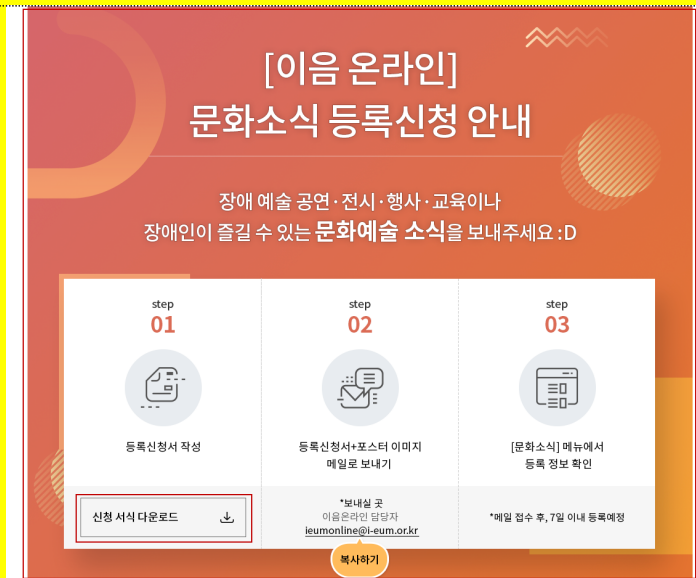 [이음 온라인]
문화소식 등록신청 안내
장애 예술 공연·전시·행사·교육이나
장애인이 즐길 수 있는 문화예술 소식을 보내주세요 :D
step
01
등록신청서 작성
신청 서식 다운로드
step
02
등록신청서+포스터 이미지
메일로 보내기
*보내실 곳
이음온라인 담당자
ieumonline@i-eum.or.kr
복사하기
step
03
[문화소식] 메뉴에서
등록 정보 확인
*메일 접수 후, 7일 이내 등록예정